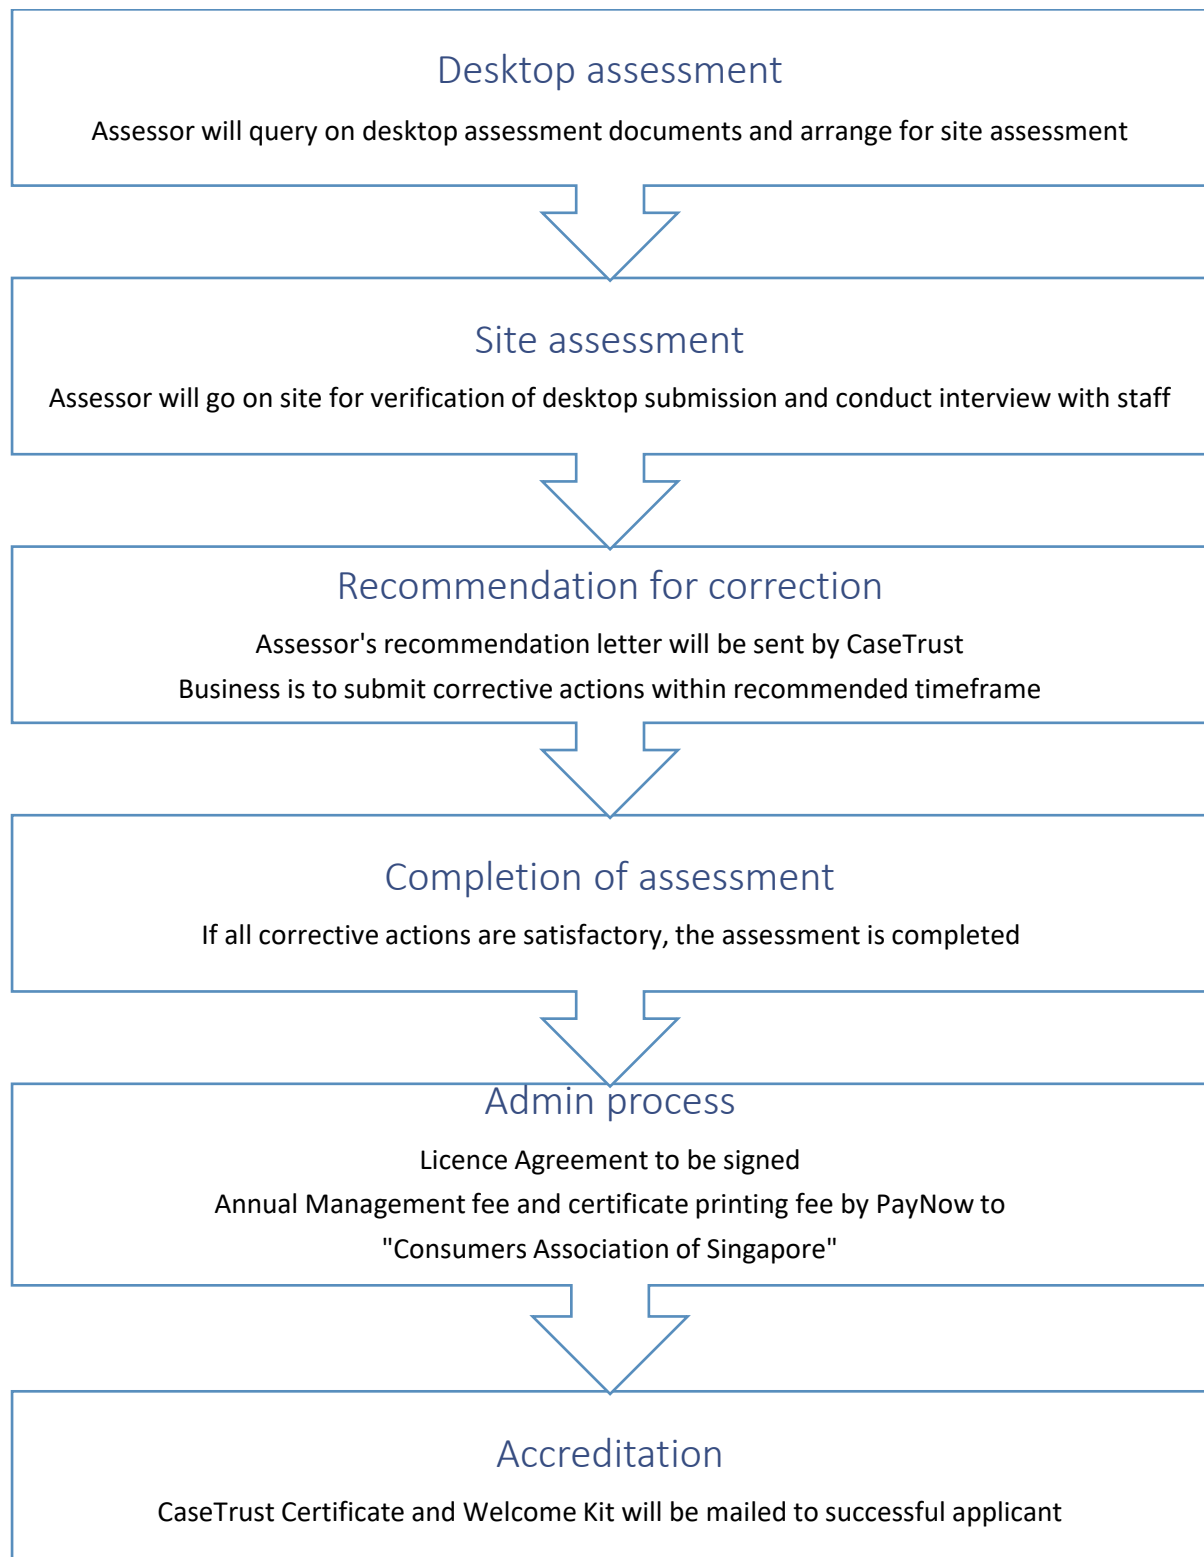 Desktop assessment
Assessor will query on desktop assessment documents and arrange for site assessment
Site assessment
Assessor will go on site for verification of desktop submission and conduct interview with staff
Recommendation for correction
Assessor's recommendation letter will be sent by CaseTrust
Business is to submit corrective actions within recommended timeframe
Completion of assessment
If all corrective actions are satisfactory, the assessment is completed
Admin process
Licence Agreement to be signed
Annual Management fee and certificate printing fee by PayNow to
"Consumers Association of Singapore"
Accreditation
CaseTrust Certificate and Welcome Kit will be mailed to successful applicant